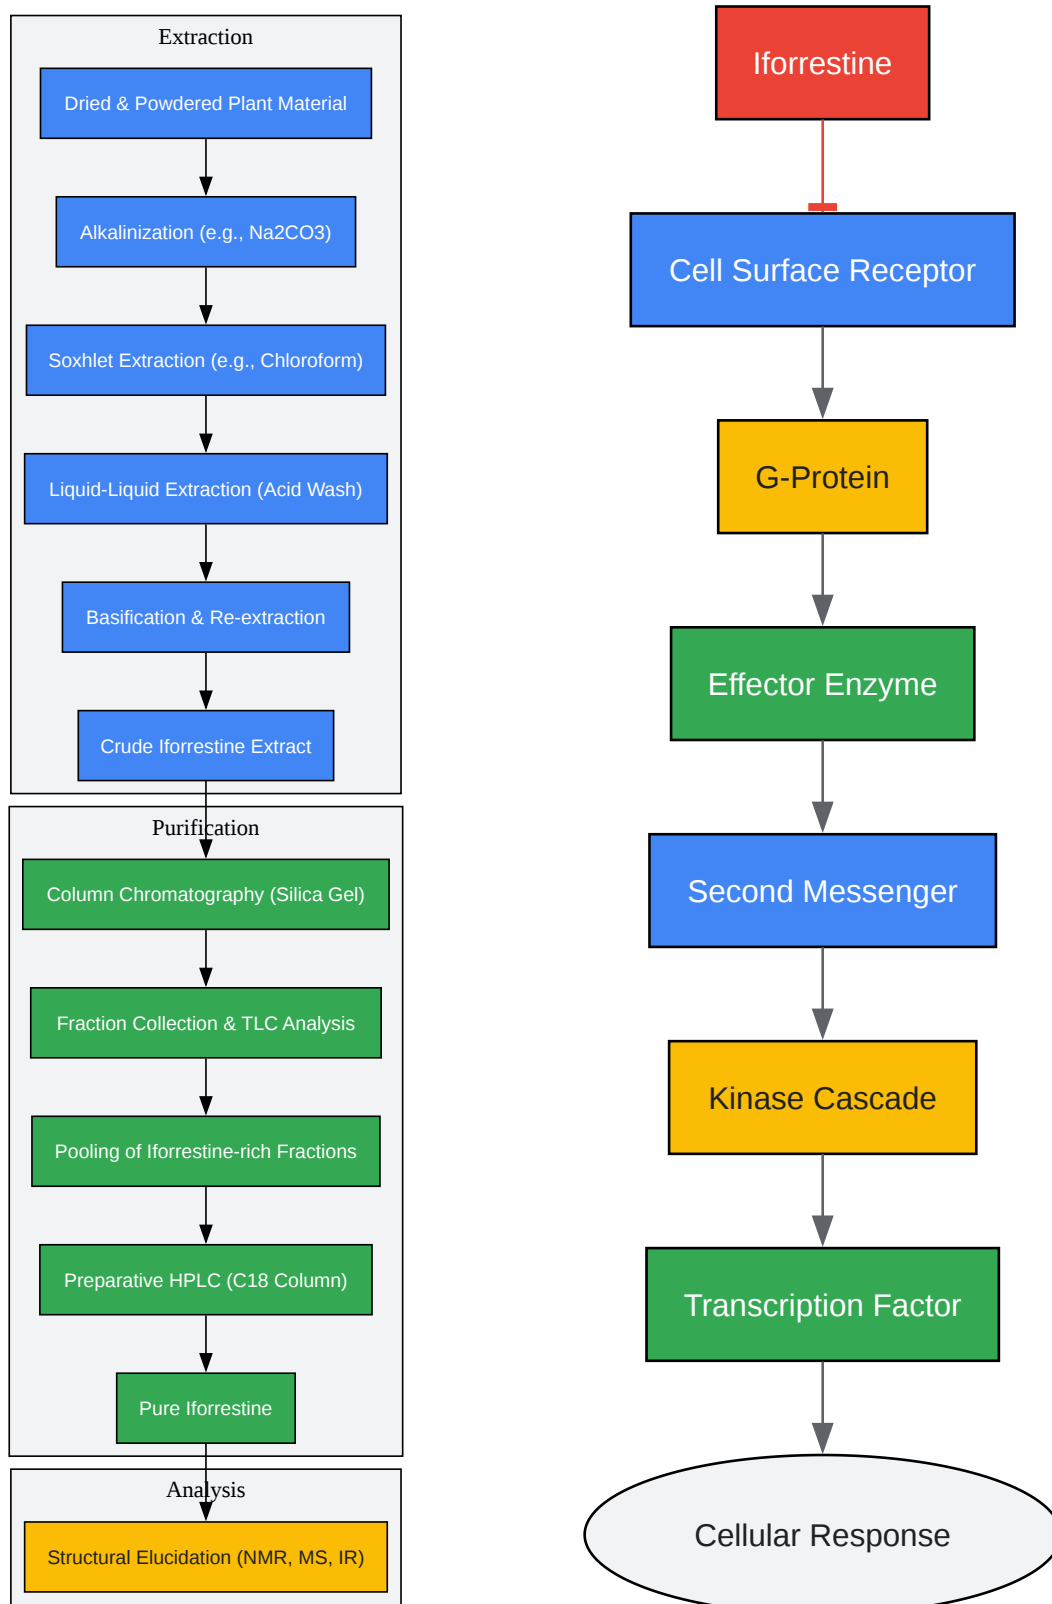 Extraction
Dried & Powdered Plant Material
Alkalinization (e.g., Na2CO3)
Soxhlet Extraction (e.g., Chloroform)
Liquid-Liquid Extraction (Acid Wash)
Basification & Re-extraction
Crude Iforrestine Extract
Purification
Column Chromatography (Silica Gel)
Fraction Collection & TLC Analysis
Pooling of Iforrestine-rich Fractions
Preparative HPLC (C18 Column)
Pure Iforrestine
Analysis
Structural Elucidation (NMR, MS, IR)
Iforrestine
Cell Surface Receptor
G-Protein
Effector Enzyme
Second Messenger
Kinase Cascade
Transcription Factor
Cellular Response